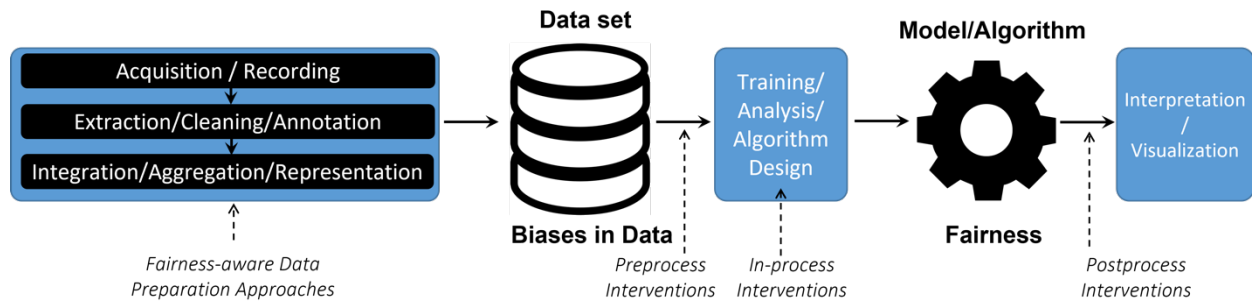 Acquisition / Recording
Extraction/Cleaning/Annotation
Integration/Aggregation/Representation
Fairness-aware Data
Preparation Approaches
Data set
Biases in Data
Preprocess
Interventions
Training/
Analysis/
Algorithm
Design
In-process
Interventions
Model/Algorithm
Fairness
Postprocess
Interventions
Interpretation
/
Visualization